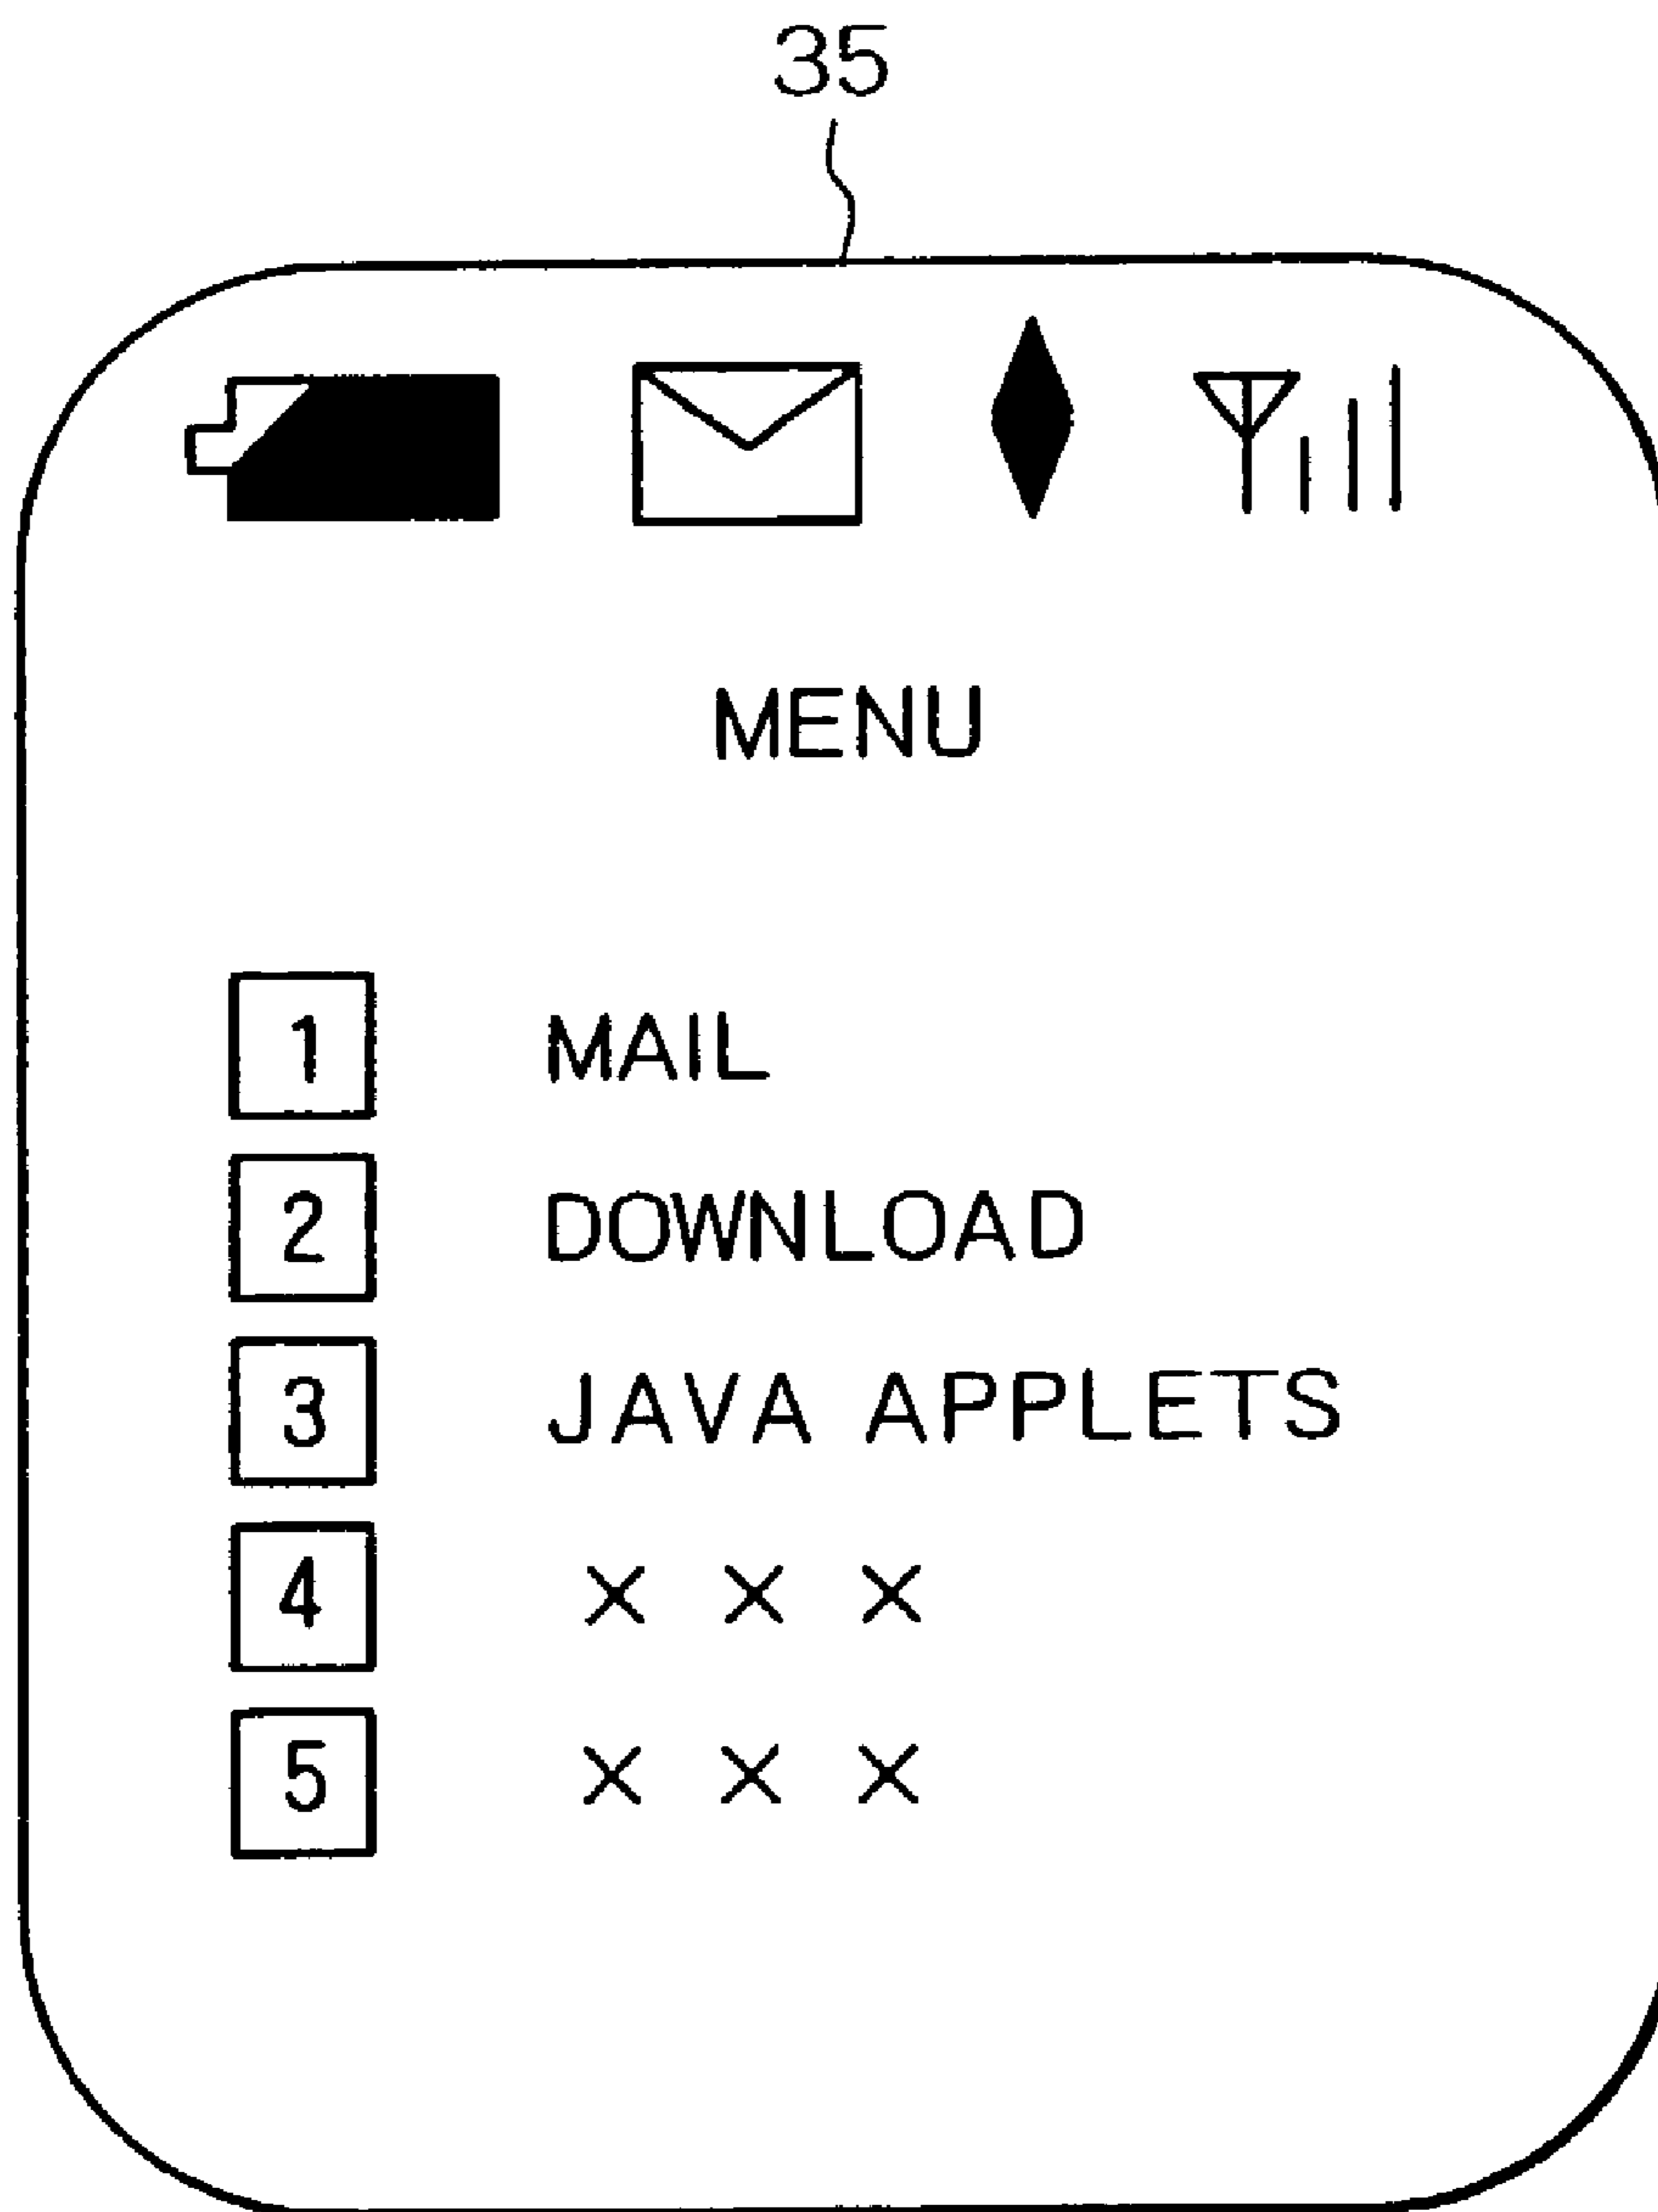 35
MENU
1 MAIL
2 DOWNLOAD
3 JAVA APPLETS
4 × × ×
5 × × ×